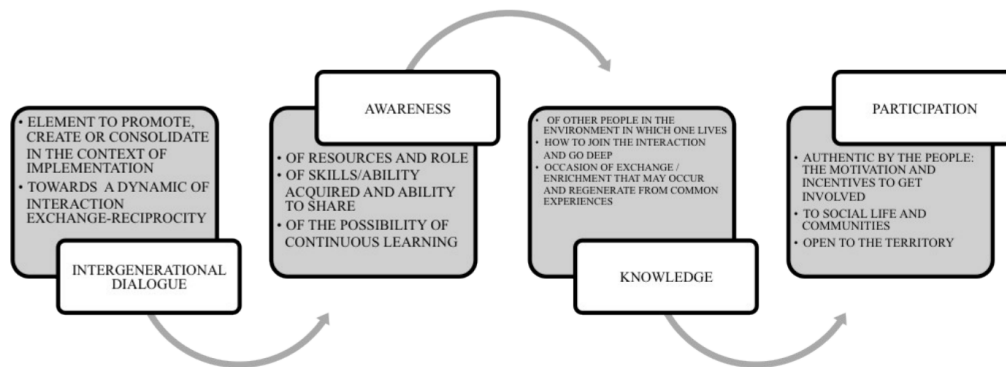 • ELEMENT TO PROMOTE,
CREATE OR CONSOLIDATE
IN THE CONTEXT OF
IMPLEMENTATION
• TOWARDS A DYNAMIC OF
INTERACTION
EXCHANGE-RECIPROCITY
INTERGENERATIONAL
DIALOGUE
AWARENESS
• OF RESOURCES AND ROLE
• OF SKILLS/ABILITY
ACQUIRED AND ABILITY
TO SHARE
• OF THE POSSIBILITY OF
CONTINUOUS LEARNING
• OF OTHER PEOPLE IN THE
ENVIRONMENT IN WHICH ONE LIVES
• HOW TO JOIN THE INTERACTION
AND GO DEEP
• OCCASION OF EXCHANGE /
ENRICHMENT THAT MAY OCCUR
AND REGENERATE FROM COMMON
EXPERIENCES
KNOWLEDGE
PARTICIPATION
• AUTHENTIC BY THE PEOPLE:
THE MOTIVATION AND
INCENTIVES TO GET
INVOLVED
• TO SOCIAL LIFE AND
COMMUNITIES
• OPEN TO THE TERRITORY